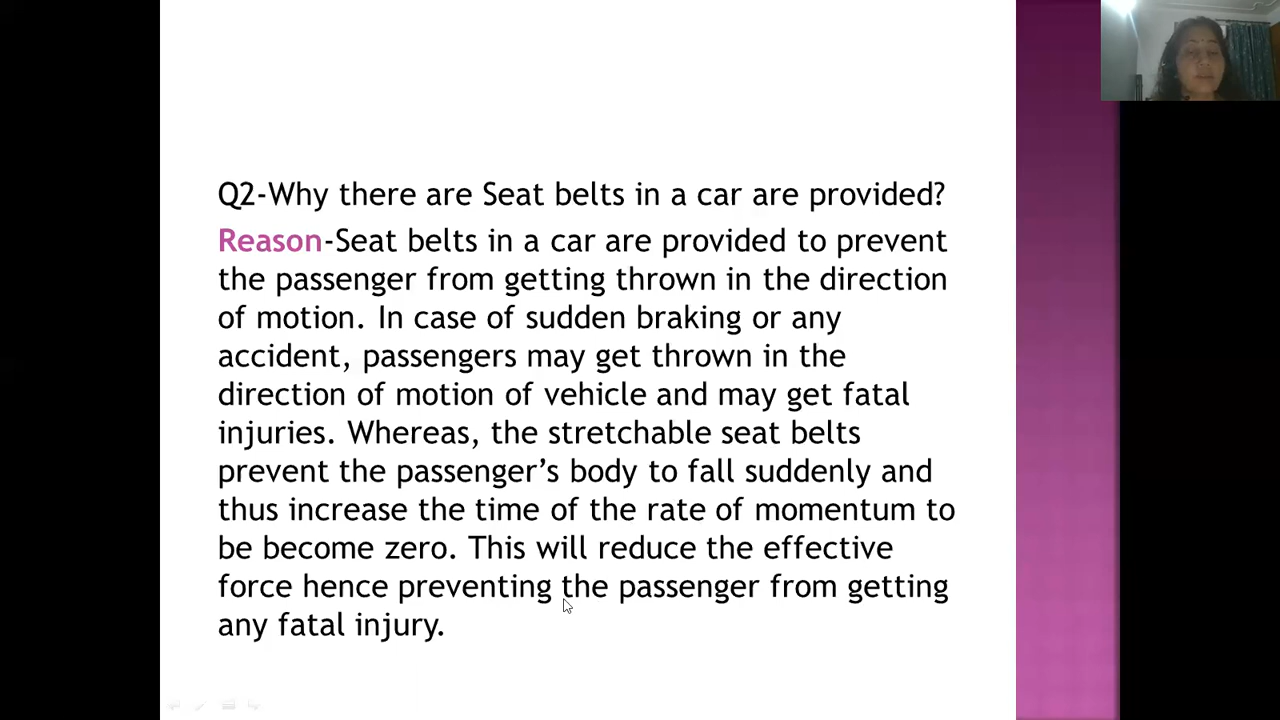 Q2-Why there are Seat belts in a car are provided?
Reason-Seat belts in a car are provided to prevent
the passenger from getting thrown in the direction
of motion. In case of sudden braking or any
accident, passengers may get thrown in the
direction of motion of vehicle and may get fatal
injuries. Whereas, the stretchable seat belts
prevent the passenger’s body to fall suddenly and
thus increase the time of the rate of momentum to
be become zero. This will reduce the effective
force hence preventing the passenger from getting
any fatal injury.